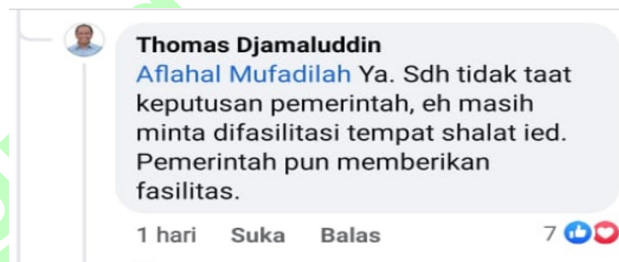 Thomas Djamaluddin
Aflahal Mufadilah Ya. Sdh tidak taat
keputusan pemerintah, eh masih
minta difasilitasi tempat shalat ied.
Pemerintah pun memberikan
fasilitas.
1 hari Suka Balas 7